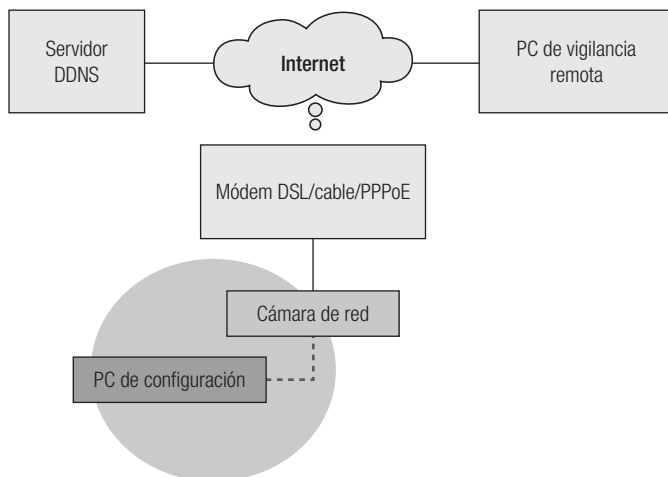 Servidor
DDNS
Internet
PC de vigilancia
remota
Módem DSL/cable/PPPoE
Cámara de red
PC de configuración